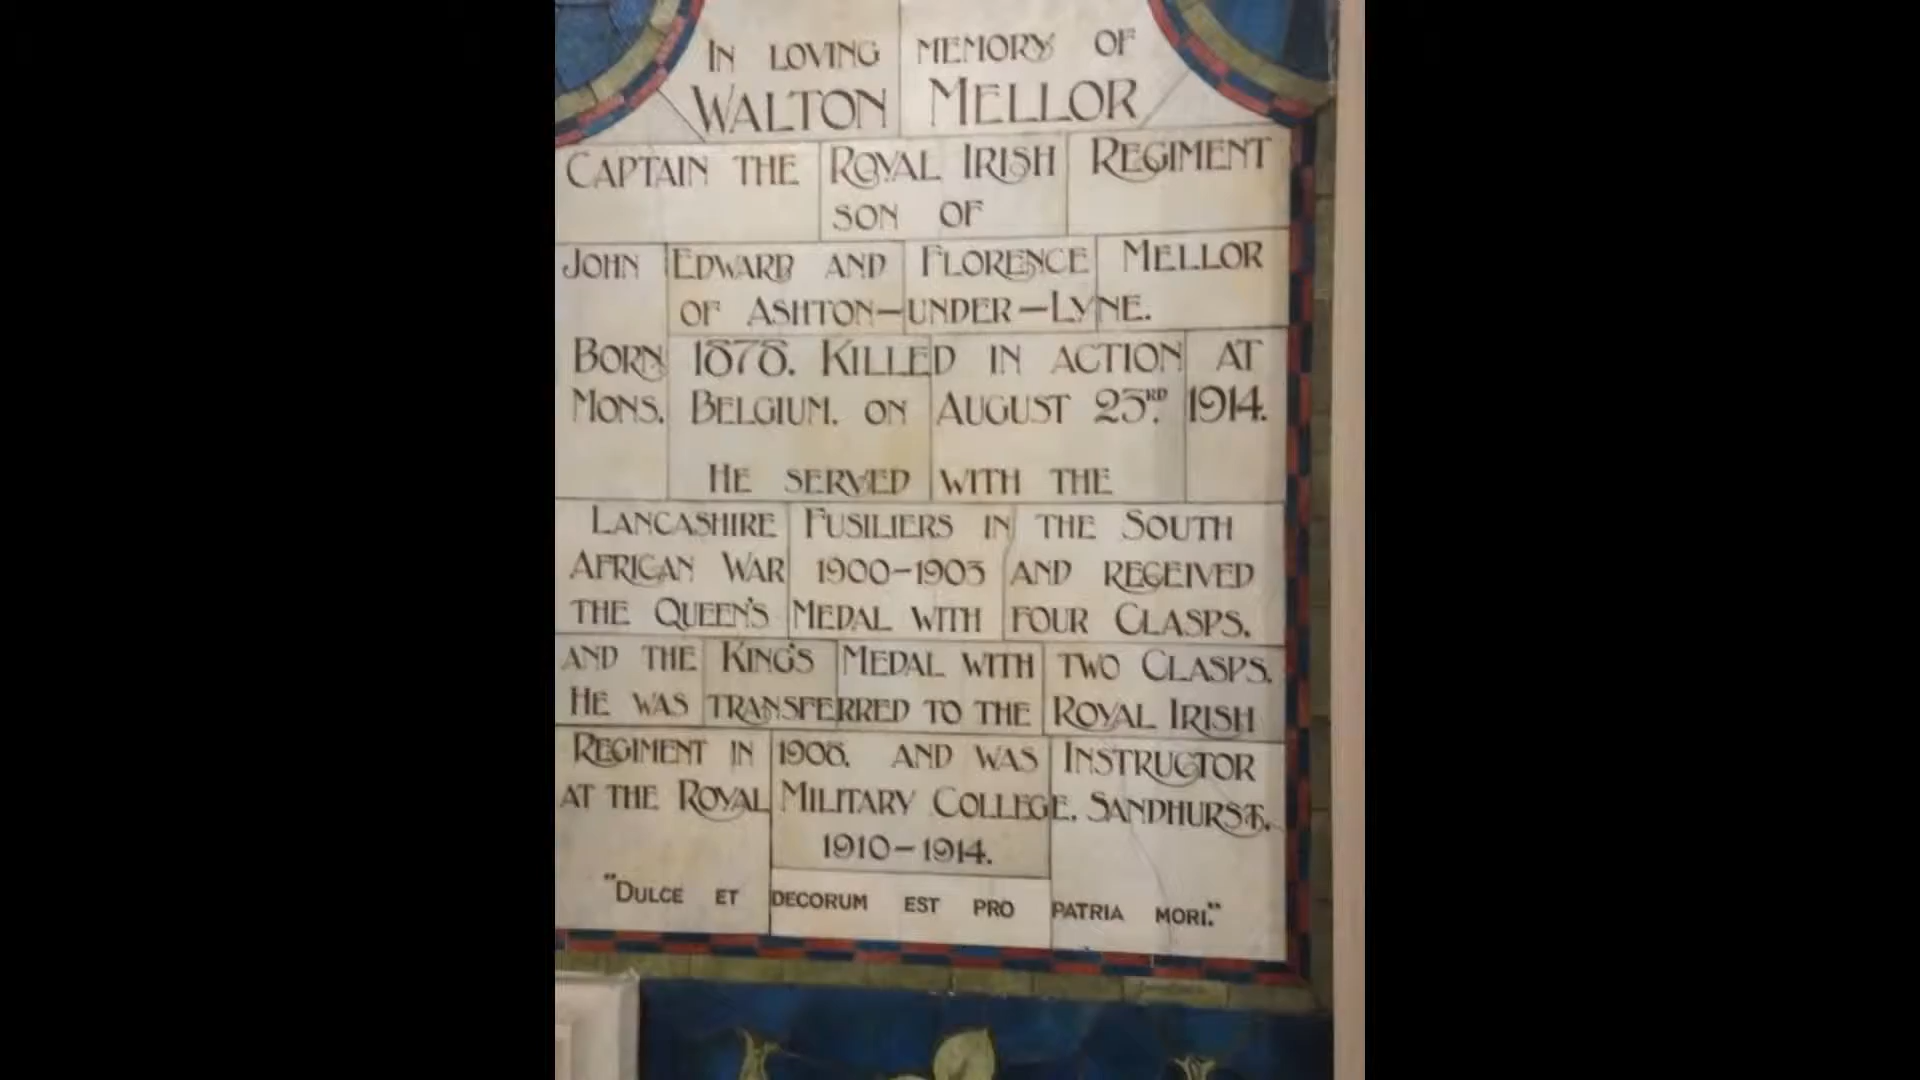 IN LOVING MEMORY OF
WALTON MELLOR
CAPTAIN THE ROYAL IRISH REGIMENT
SON OF
JOHN EDWARD AND FLORENCE MELLOR
OF ASHTON-UNDER-LYNE.
BORN 1878. KILLED IN ACTION AT
MONS, BELGIUM, ON AUGUST 23RD. 1914.
HE SERVED WITH THE
LANCASHIRE FUSILIERS IN THE SOUTH
AFRICAN WAR 1900-1903 AND RECEIVED
THE QUEEN'S MEDAL WITH FOUR CLASPS,
AND THE KING'S MEDAL WITH TWO CLASPS.
HE WAS TRANSFERRED TO THE ROYAL IRISH
REGIMENT IN 1908, AND WAS INSTRUCTOR
AT THE ROYAL MILITARY COLLEGE, SANDHURST,
1910-1914.
"DULCE ET DECORUM EST PRO PATRIA MORI."